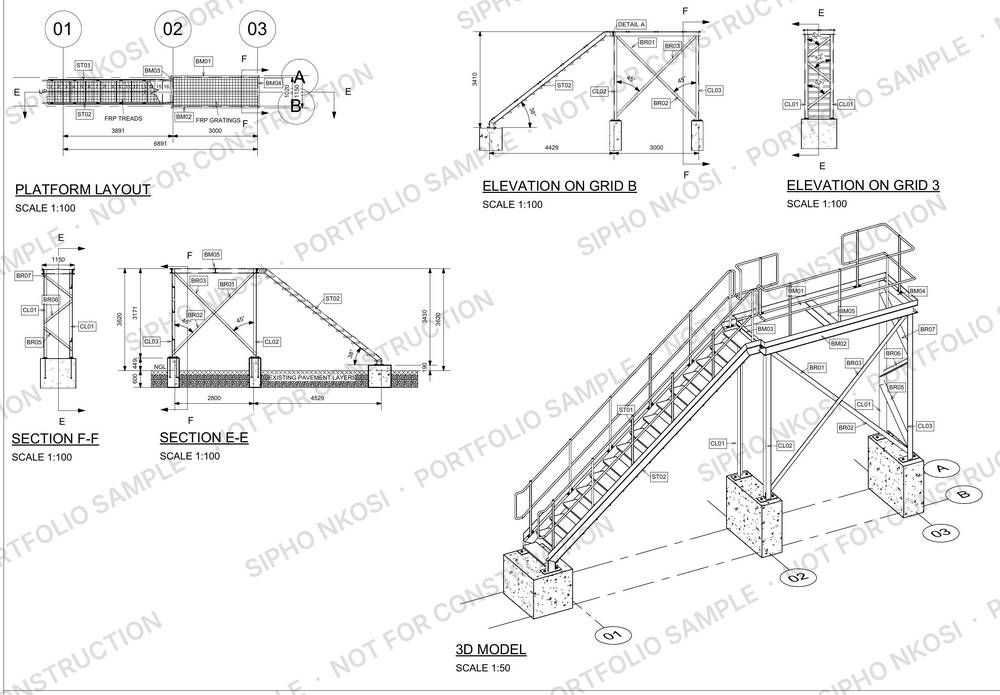 01
02
03
F
ST01
BM03
BM01
BM04
A
B
1020
1150
E
UP
15
16
E
ST02
BM02
F
FRP TREADS
FRP GRATINGS
3891
3000
6891
PLATFORM LAYOUT
SCALE 1:100
F
DETAIL A
BR01
BR03
ST02
3410
45°
45°
CL02
CL03
BR02
38°
4429
3000
F
ELEVATION ON GRID B
SCALE 1:100
E
CL01
CL01
E
ELEVATION ON GRID 3
SCALE 1:100
E
1150
BR07
BR06
CL01
CL01
BR05
E
SECTION F-F
SCALE 1:100
F
BM05
BR03
BR01
ST02
BR02
45°
45°
3620
3171
CL03
CL02
38°
3430
3620
449
NGL
600
EXISTING PAVEMENT LAYERS
190
2800
4529
F
SECTION E-E
SCALE 1:100
BM01
BM04
BM05
BM03
BM02
BR07
BR06
BR03
BR01
BR05
CL01
ST01
BR02
CL03
CL01
CL02
ST02
A
B
03
02
01
3D MODEL
SCALE 1:50
SIPHO NKOSI · PORTFOLIO SAMPLE · NOT FOR CONSTRUCTION